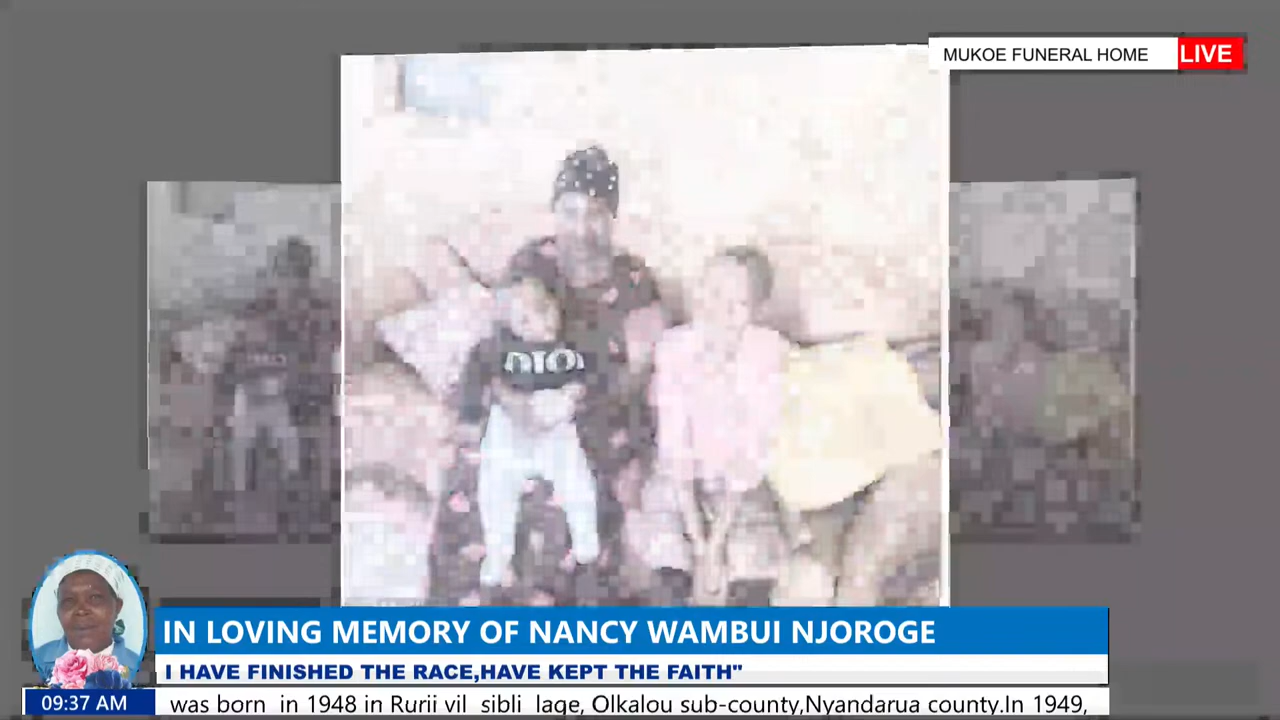 MUKOE FUNERAL HOME LIVE
DIOR
IN LOVING MEMORY OF NANCY WAMBUI NJOROGE
I HAVE FINISHED THE RACE,HAVE KEPT THE FAITH"
09:37 AM
was born in 1948 in Rurii vil sibli lage, Olkalou sub-county,Nyandarua county.In 1949,